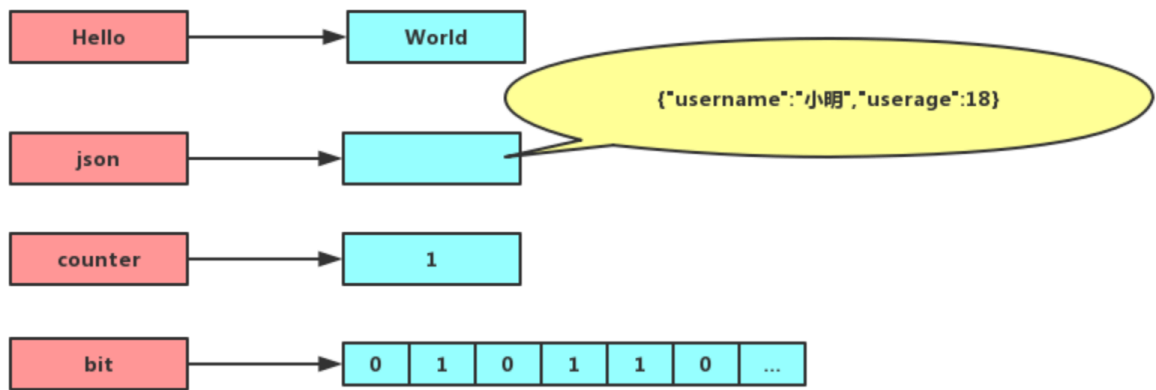 Hello World
{"username":"小明","userage":18}
json
counter 1
bit 0 1 0 1 1 0 ...